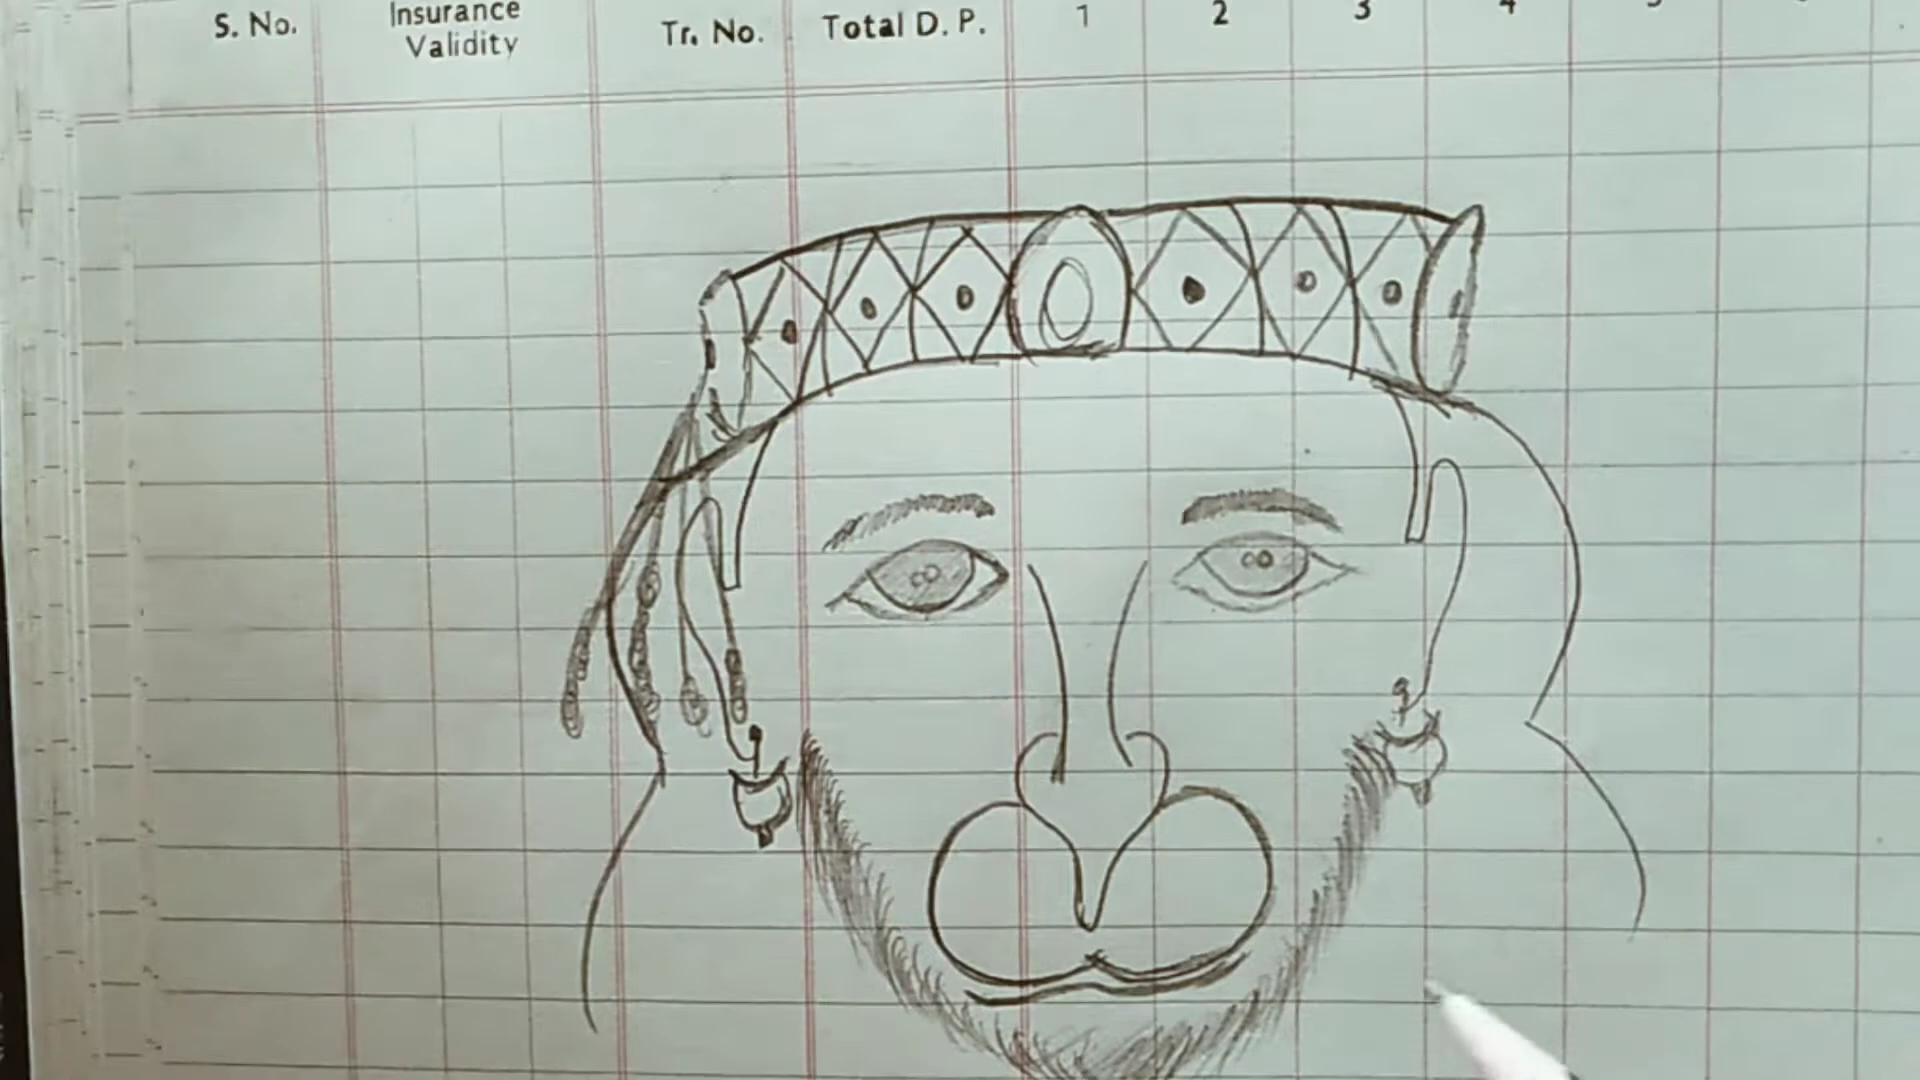 S. No.
Insurance
Validity
Tr. No.
Total D. P.
1
2
3
4